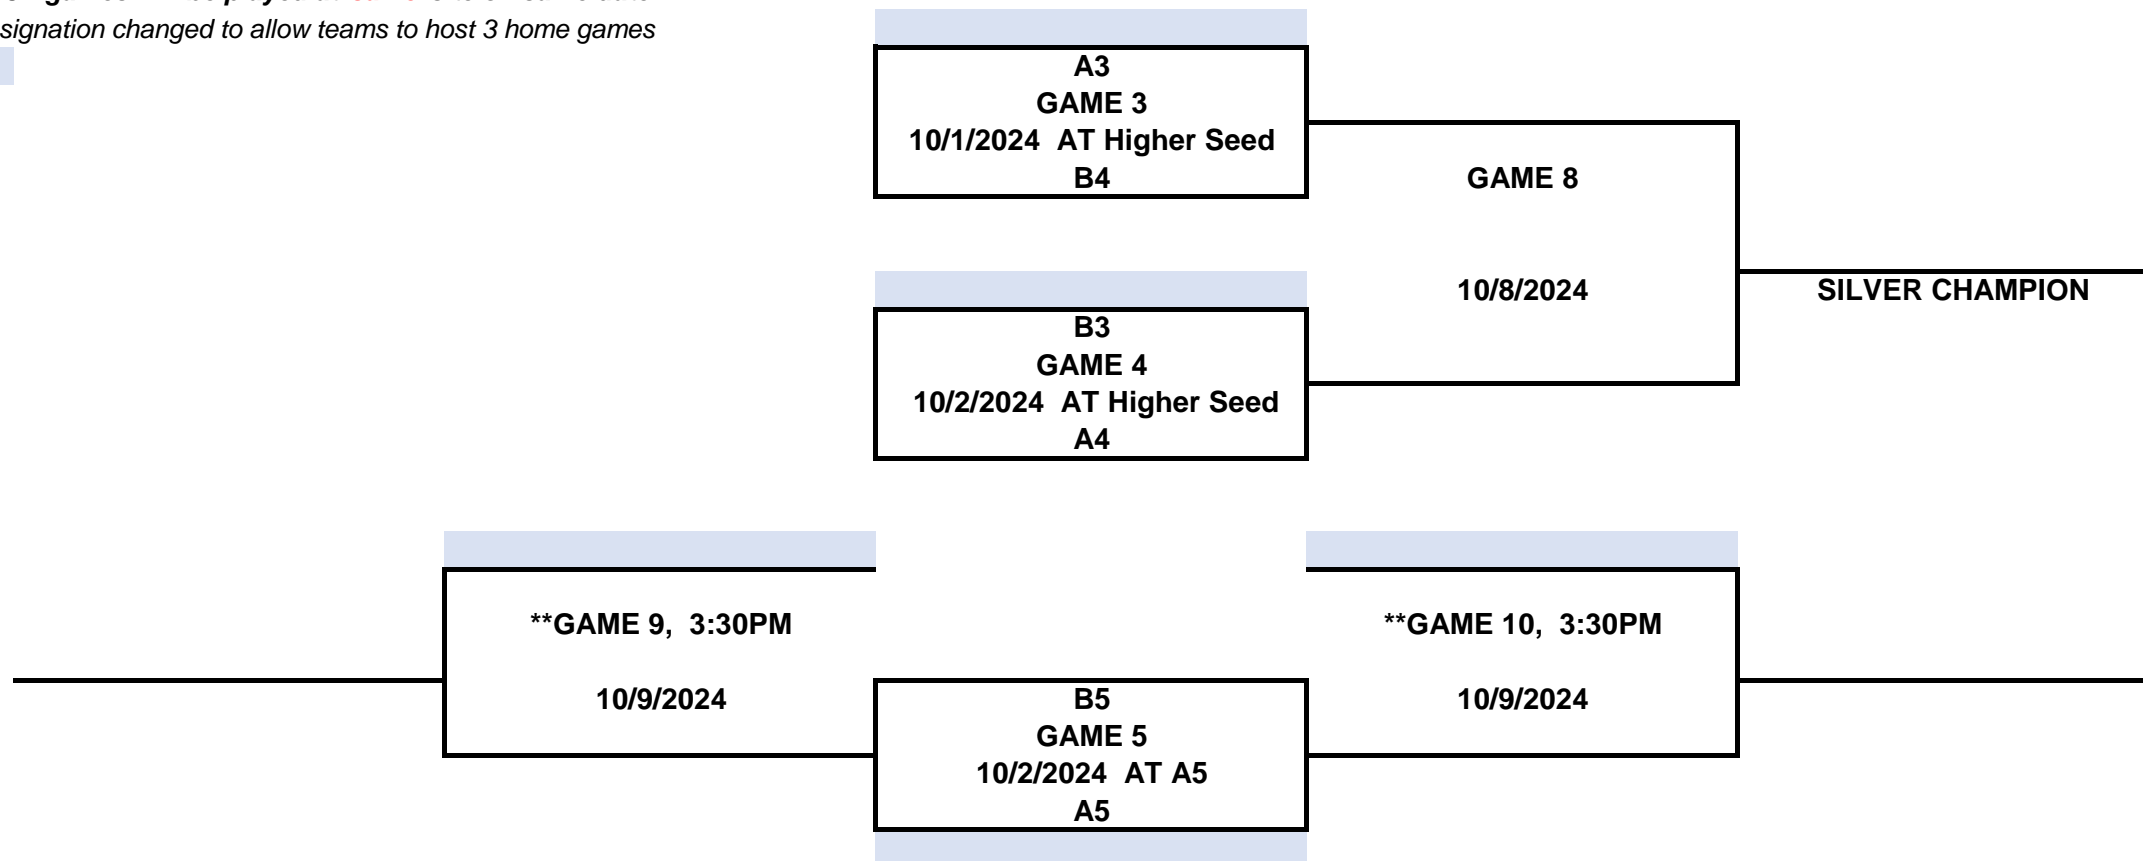 signation changed to allow teams to host 3 home games
A3
GAME 3
10/1/2024 AT Higher Seed
B4
GAME 8
10/8/2024
SILVER CHAMPION
B3
GAME 4
10/2/2024 AT Higher Seed
A4
**GAME 9, 3:30PM
10/9/2024
B5
GAME 5
10/2/2024 AT A5
A5
**GAME 10, 3:30PM
10/9/2024